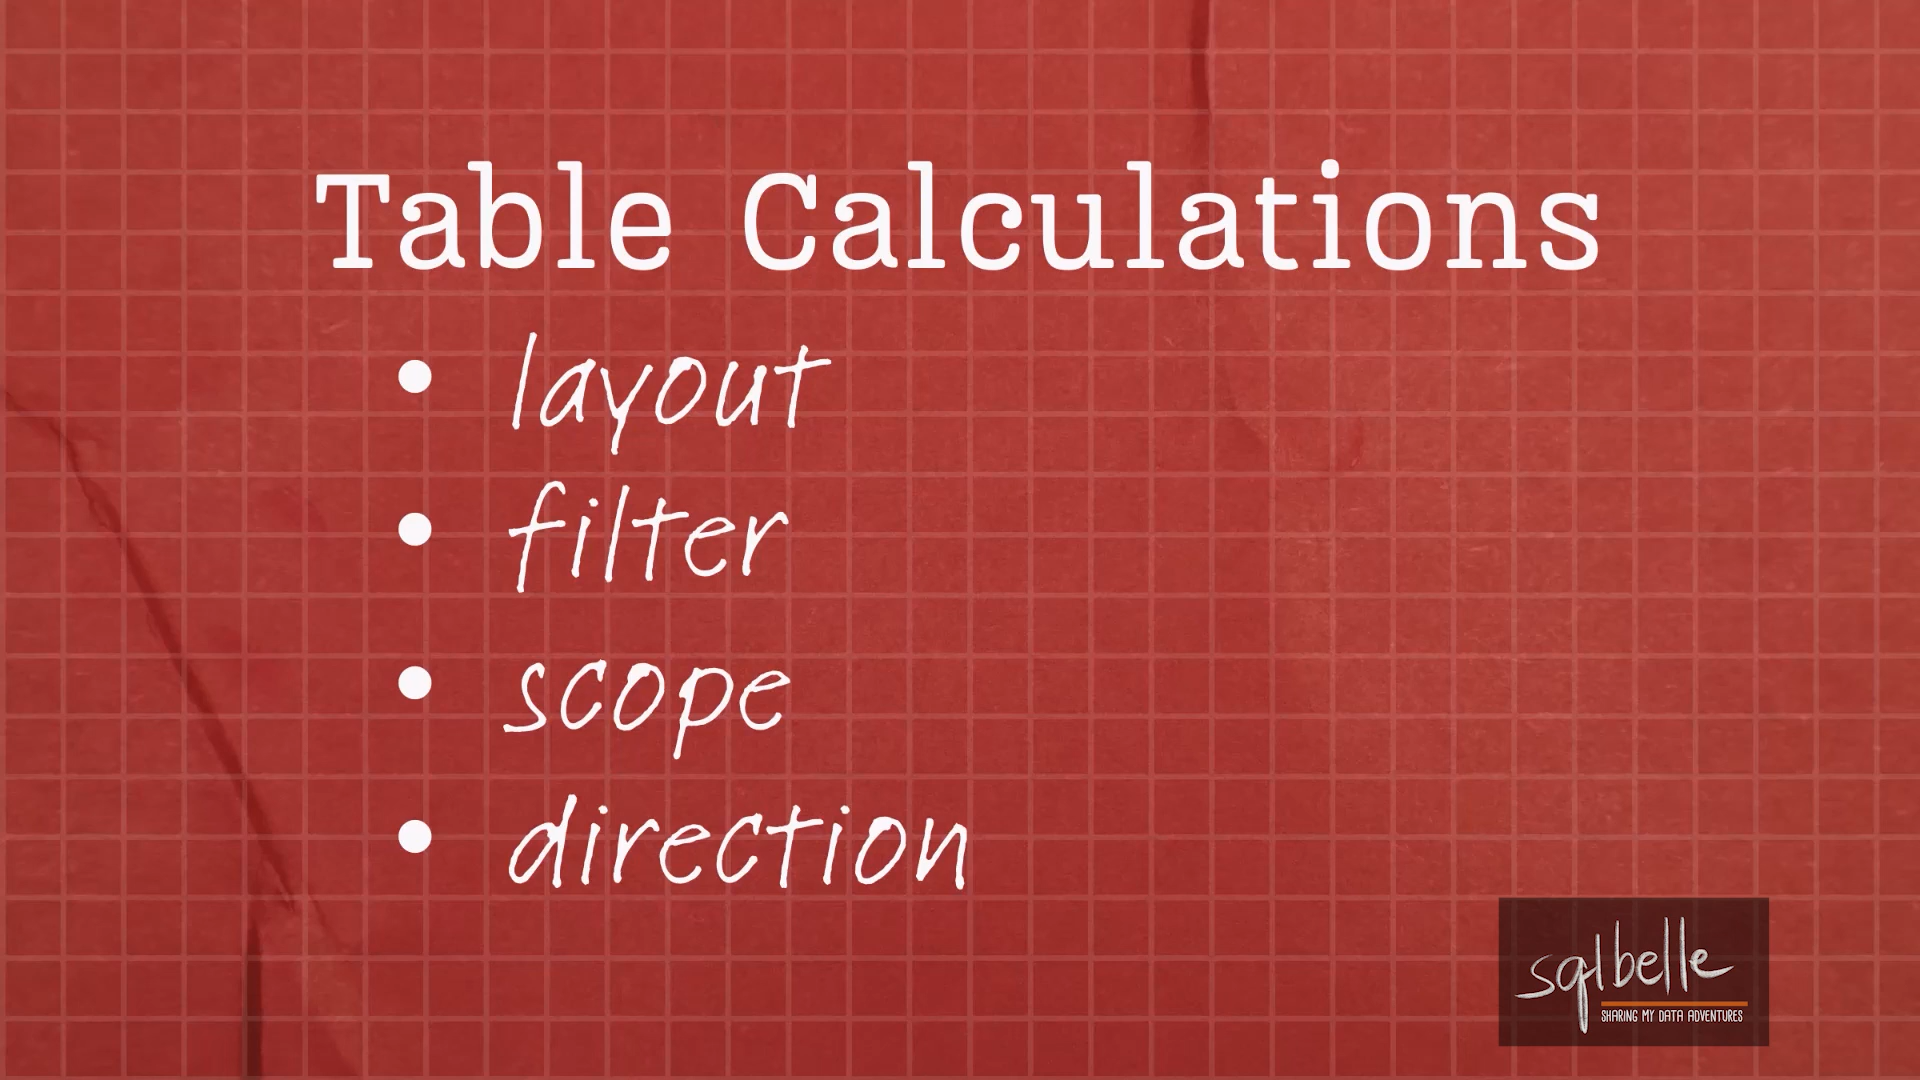 Table Calculations
• layout
• filter
• scope
• direction
sqlbelle
SHARING MY DATA ADVENTURES